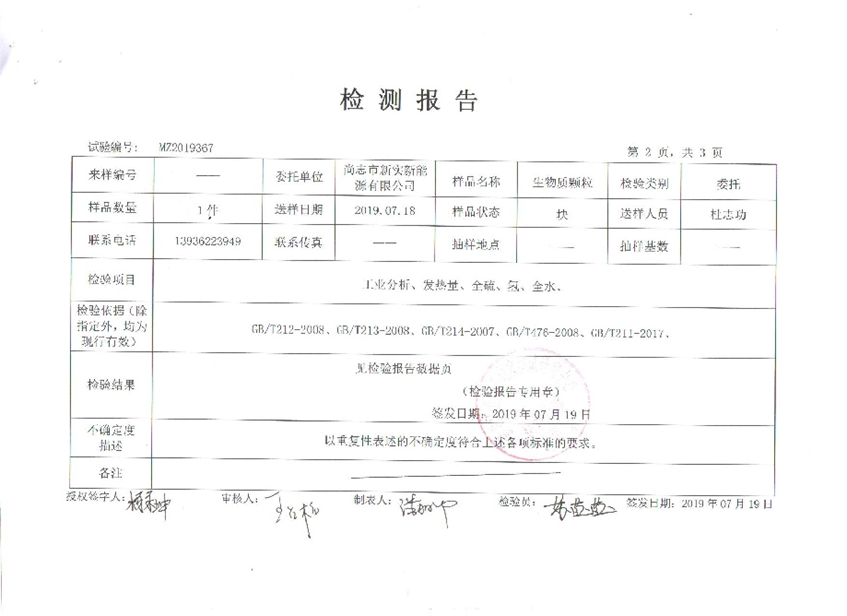 检 测 报 告
试验编号: MZ2019367
第 2 页, 共 3 页
来样编号 —— 委托单位 尚志市新实新能源有限公司 样品名称 生物质颗粒 检验类别 委托
样品数量 1 件 送样日期 2019.07.18 样品状态 块 送样人员 杜志功
联系电话 13936223949 联系传真 —— 抽样地点 —— 抽样基数 ——
检验项目 工业分析、发热量、全硫、氢、全水、
检验依据（除指定外，均为现行有效） GB/T212-2008、GB/T213-2008、GB/T214-2007、GB/T476-2008、GB/T211-2017、
检验结果 见检验报告数据页
（检验报告专用章）
签发日期: 2019 年 07 月 19 日
不确定度描述 以重复性表述的不确定度符合上述各项标准的要求。
备注
授权签字人: 审核人: 制表人: 检验员: 签发日期: 2019 年 07 月 19 日